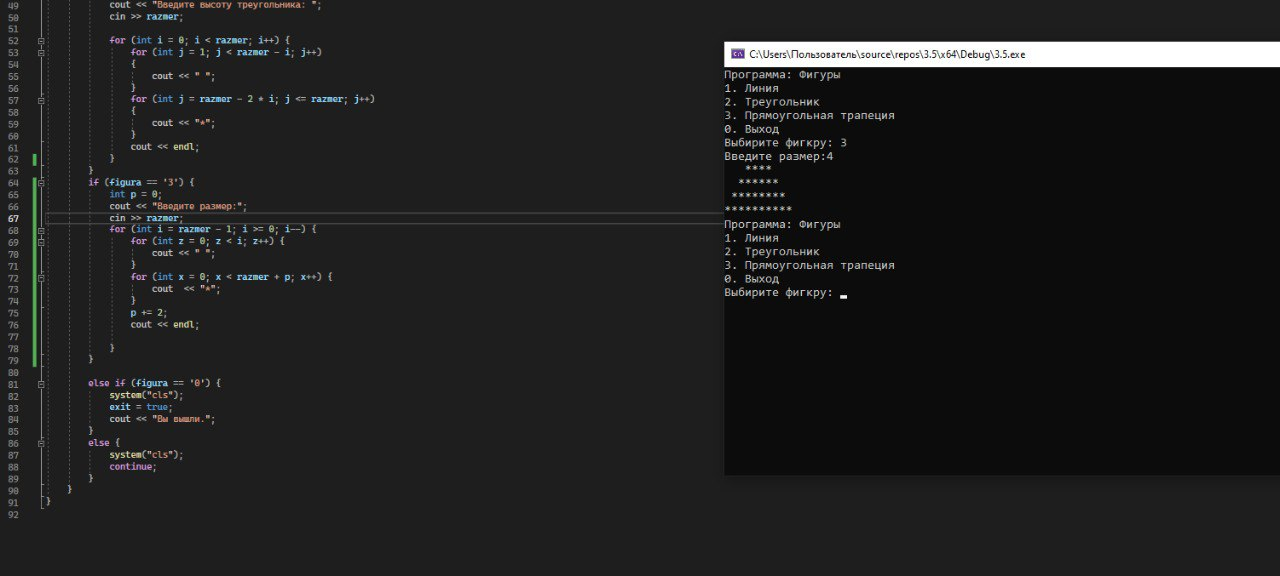 49 cout << "Введите высоту треугольника: ";
50 cin >> razmer;
51
52 for (int i = 0; i < razmer; i++) {
53 for (int j = 1; j < razmer - i; j++)
54 {
55 cout << " ";
56 }
57 for (int j = razmer - 2 * i; j <= razmer; j++)
58 {
59 cout << "*";
60 }
61 cout << endl;
62 }
63 }
64 if (figura == '3') {
65 int p = 0;
66 cout << "Введите размер:";
67 cin >> razmer;
68 for (int i = razmer - 1; i >= 0; i--) {
69 for (int z = 0; z < i; z++) {
70 cout << " ";
71 }
72 for (int x = 0; x < razmer + p; x++) {
73 cout << "*";
74 }
75 p += 2;
76 cout << endl;
77
78 }
79 }
80
81 else if (figura == '0') {
82 system("cls");
83 exit = true;
84 cout << "Вы вышли.";
85 }
86 else {
87 system("cls");
88 continue;
89 }
90 }
91 }
92
C:\Users\Пользователь\source\repos\3.5\x64\Debug\3.5.exe
Программа: Фигуры
1. Линия
2. Треугольник
3. Прямоугольная трапеция
0. Выход
Выбирите фигкру: 3
Введите размер:4
   ****
  ******
 ********
**********
Программа: Фигуры
1. Линия
2. Треугольник
3. Прямоугольная трапеция
0. Выход
Выбирите фигкру: